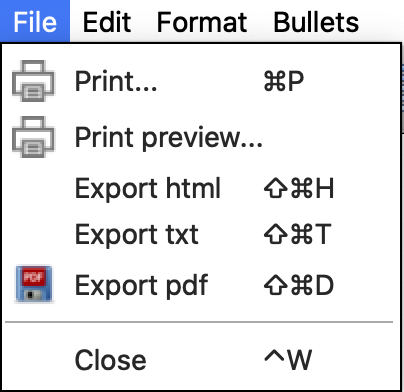 File Edit Format Bullets
Print... ⌘P
Print preview...
Export html ⇧⌘H
Export txt ⇧⌘T
PDF Export pdf ⇧⌘D
Close ^W